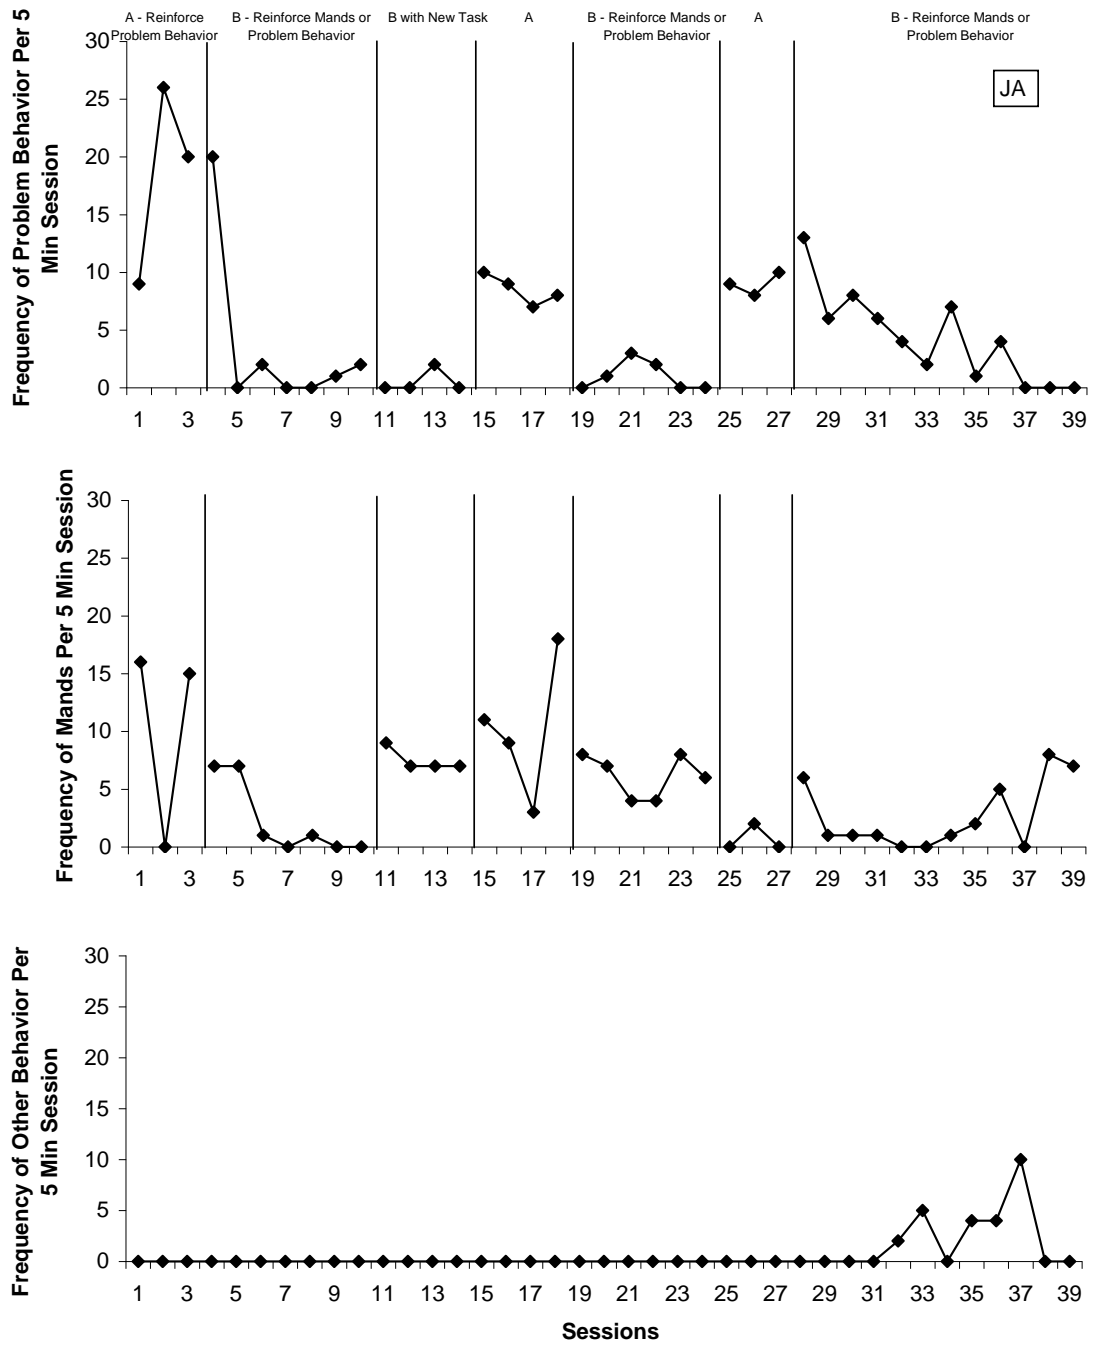 A - Reinforce
Problem Behavior
B - Reinforce Mands or
Problem Behavior
B with New Task
A
B - Reinforce Mands or
Problem Behavior
A
B - Reinforce Mands or
Problem Behavior
JA
Frequency of Problem Behavior Per 5
Min Session
30
25
20
15
10
5
0
1 3 5 7 9 11 13 15 17 19 21 23 25 27 29 31 33 35 37 39
Frequency of Mands Per 5 Min Session
30
25
20
15
10
5
0
1 3 5 7 9 11 13 15 17 19 21 23 25 27 29 31 33 35 37 39
Frequency of Other Behavior Per
5 Min Session
30
25
20
15
10
5
0
1 3 5 7 9 11 13 15 17 19 21 23 25 27 29 31 33 35 37 39
Sessions